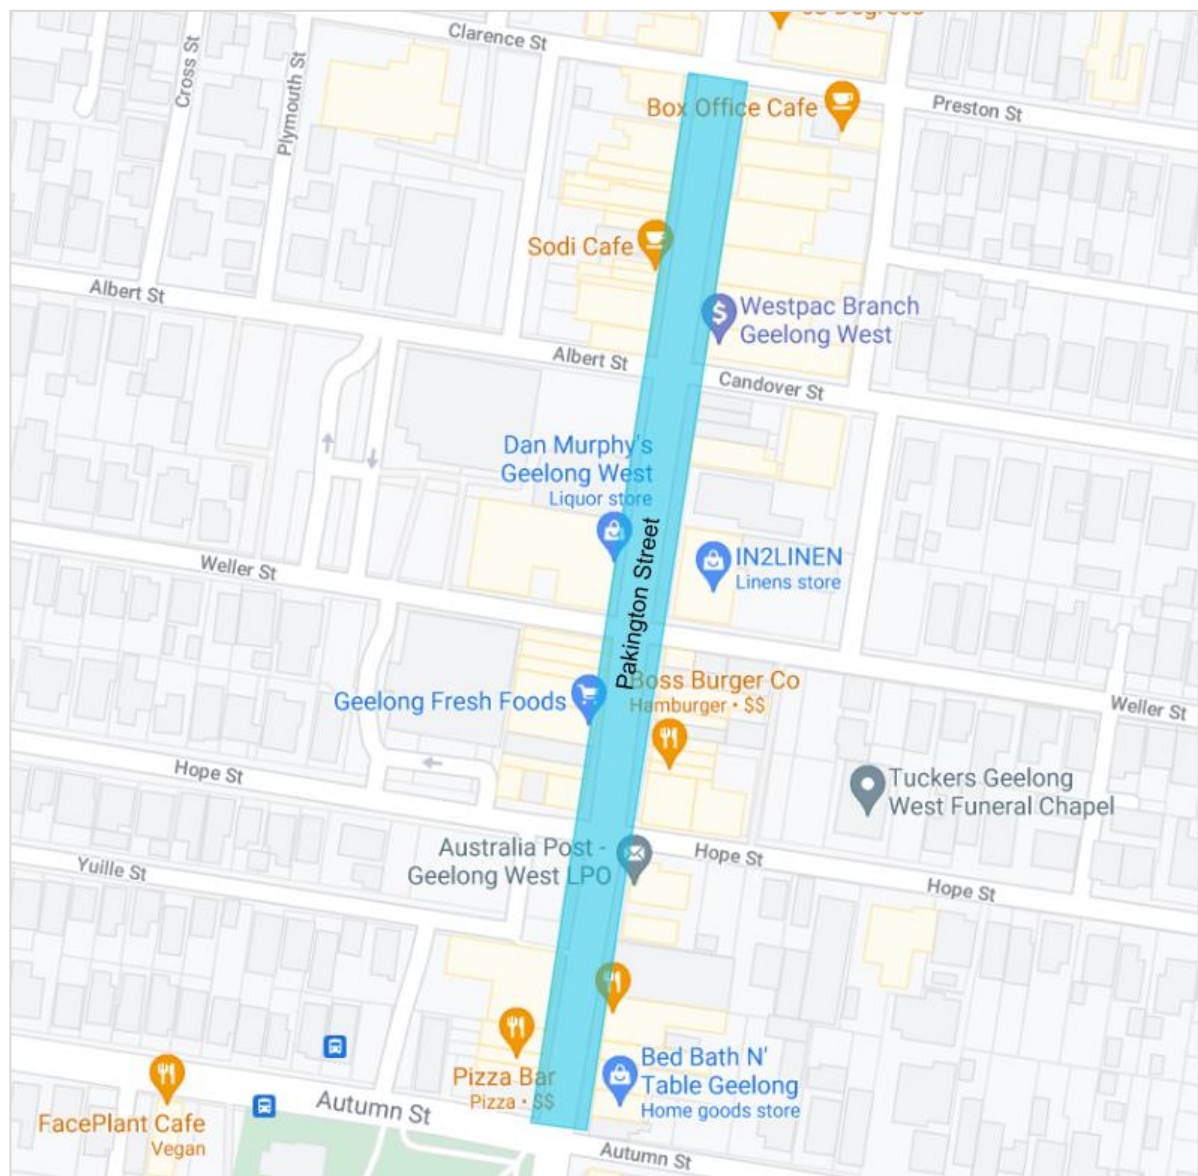 Clarence St
Cross St
Plymouth St
Box Office Cafe
Preston St
Sodi Cafe
Albert St
Westpac Branch
Geelong West
Albert St
Candover St
Dan Murphy's
Geelong West
Liquor store
Pakington Street
IN2LINEN
Linens store
Weller St
Geelong Fresh Foods
Boss Burger Co
Hamburger • $$
Weller St
Hope St
Tuckers Geelong
West Funeral Chapel
Australia Post -
Geelong West LPO
Hope St
Hope St
Yuille St
Pizza Bar
Pizza • $$
Bed Bath N'
Table Geelong
Home goods store
FacePlant Cafe
Vegan
Autumn St
Autumn St